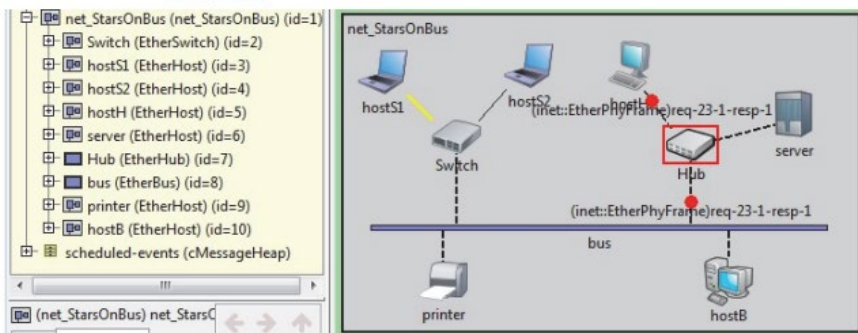 net_StarsOnBus (net_StarsOnBus) (id=1)
Switch (EtherSwitch) (id=2)
hostS1 (EtherHost) (id=3)
hostS2 (EtherHost) (id=4)
hostH (EtherHost) (id=5)
server (EtherHost) (id=6)
Hub (EtherHub) (id=7)
bus (EtherBus) (id=8)
printer (EtherHost) (id=9)
hostB (EtherHost) (id=10)
scheduled-events (cMessageHeap)
(net_StarsOnBus) net_StarsO
net_StarsOnBus
hostS1
hostS2
hostH
(inet::EtherPhyFrame)req-23-1-resp-1
server
Switch
Hub
(inet::EtherPhyFrame)req-23-1-resp-1
bus
printer
hostB